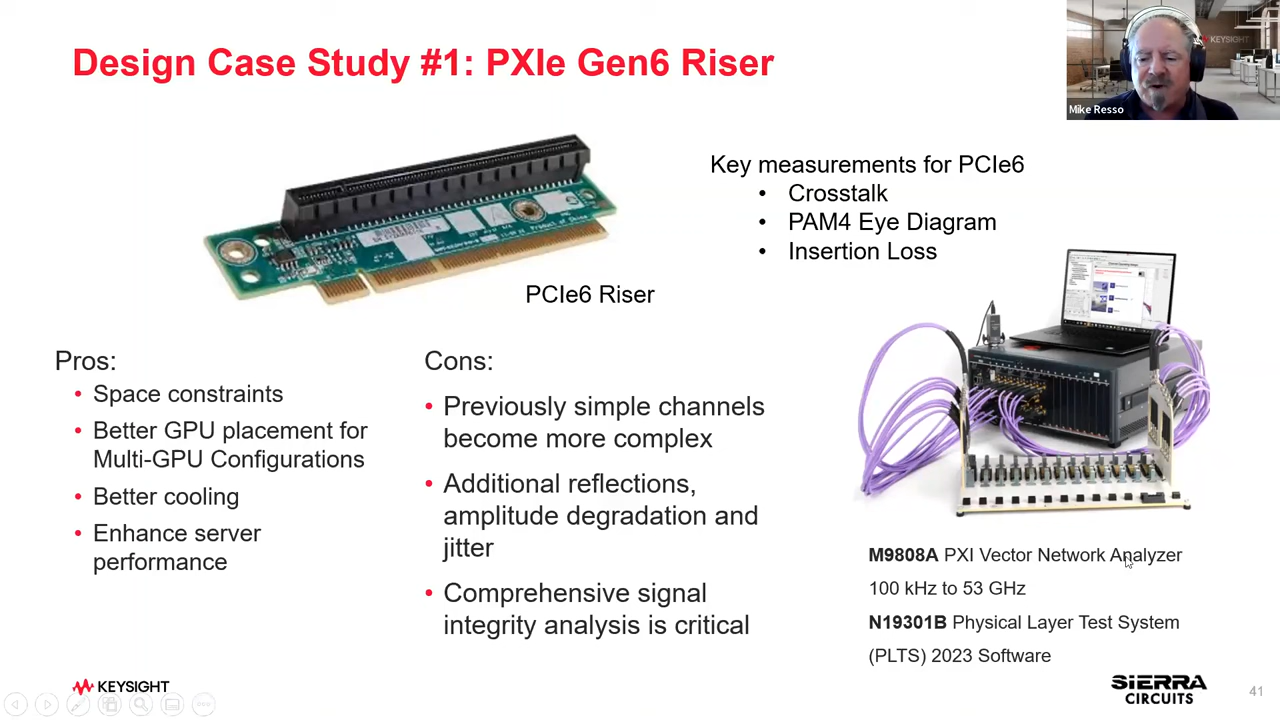 Design Case Study #1: PXIe Gen6 Riser
KEYSIGHT
Mike Resso
Key measurements for PCIe6
• Crosstalk
• PAM4 Eye Diagram
• Insertion Loss
PCIe6 Riser
Pros:
• Space constraints
• Better GPU placement for
Multi-GPU Configurations
• Better cooling
• Enhance server
performance
Cons:
• Previously simple channels
become more complex
• Additional reflections,
amplitude degradation and
jitter
• Comprehensive signal
integrity analysis is critical
M9808A PXI Vector Network Analyzer
100 kHz to 53 GHz
N19301B Physical Layer Test System
(PLTS) 2023 Software
KEYSIGHT
SIERRA
CIRCUITS
41